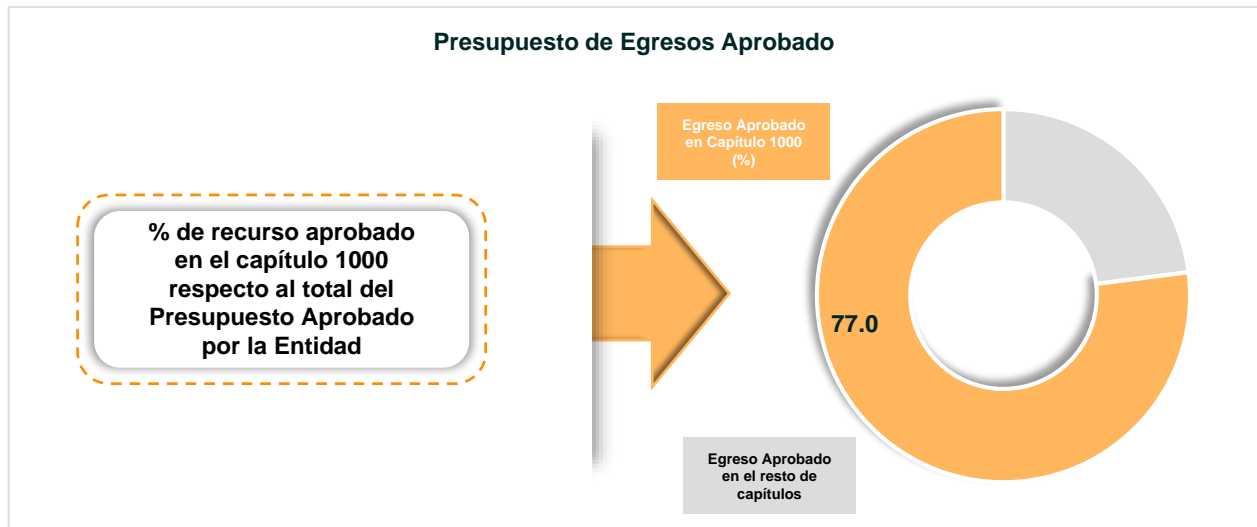 Presupuesto de Egresos Aprobado
Egreso Aprobado
en Capítulo 1000
(%)
% de recurso aprobado
en el capítulo 1000
respecto al total del
Presupuesto Aprobado
por la Entidad
77.0
Egreso Aprobado
en el resto de
capítulos